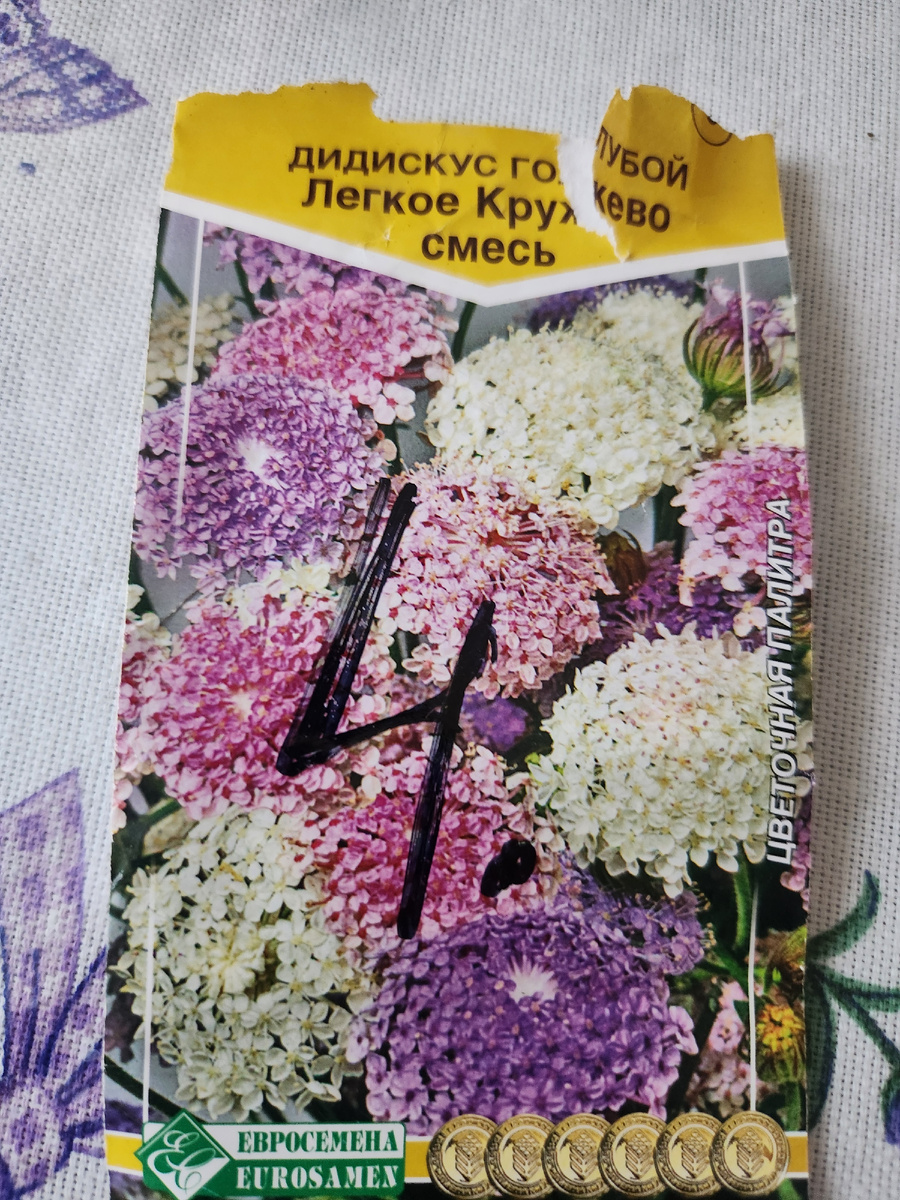 ДИДИСКУС ГОЛУБОЙ
Легкое Кружево
смесь
ЦВЕТОЧНАЯ ПАЛИТРА
4.
ЕВРОСЕМЕНА
EUROSAMEN